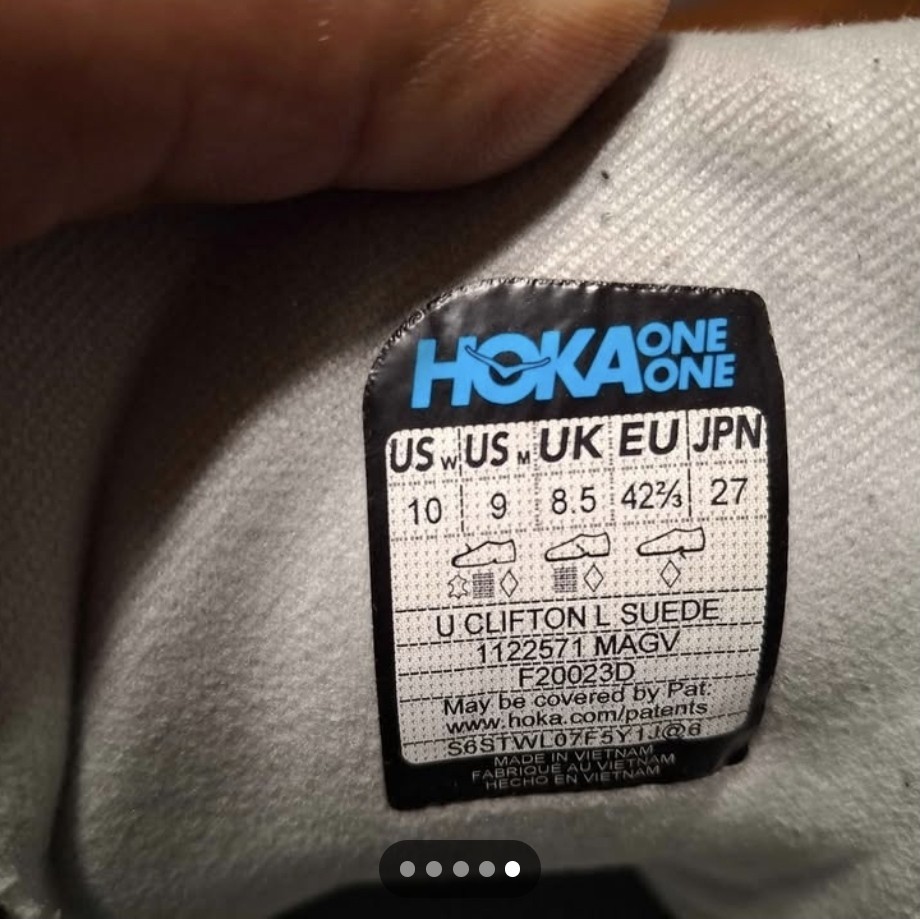 HOKA ONE ONE
US W US M UK EU JPN
10 9 8.5 42⅔ 27
U CLIFTON L SUEDE
1122571 MAGV
F20023D
May be covered by Pat:
www.hoka.com/patents
S6STWL07F5Y1J@6
MADE IN VIETNAM
FABRIQUE AU VIETNAM
HECHO EN VIETNAM